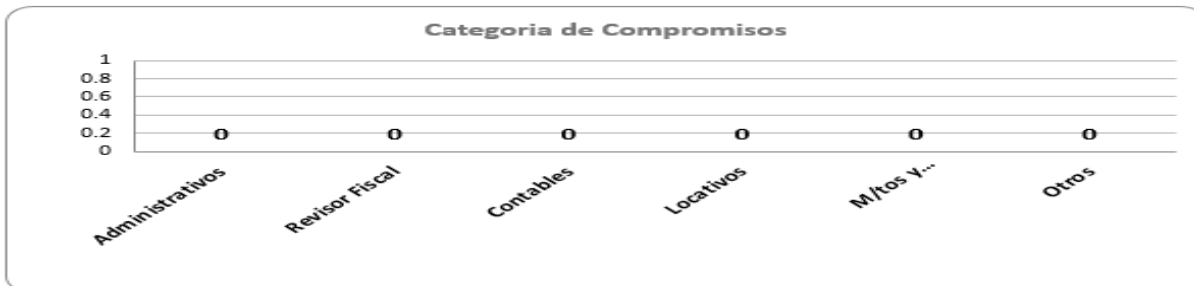 Categoria de Compromisos
1
0.8
0.6
0.4
0.2
0
0 0 0 0 0 0
Administrativos
Revisor Fiscal
Contables
Locativos
M/tos y...
Otros